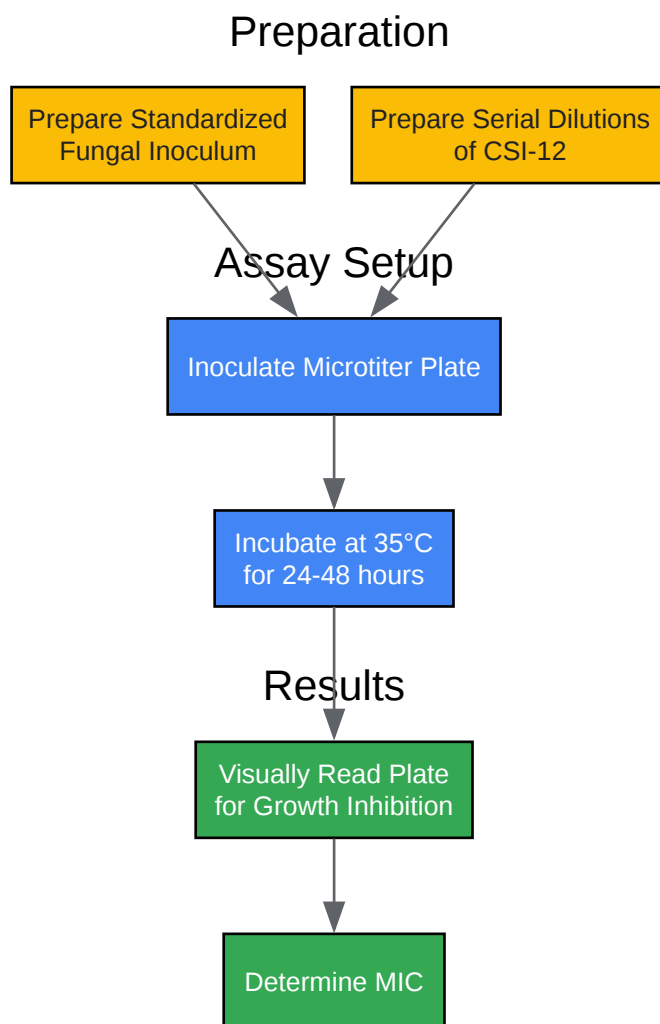 Preparation
Prepare Standardized
Fungal Inoculum
Prepare Serial Dilutions
of CSI-12
Assay Setup
Inoculate Microtiter Plate
Incubate at 35°C
for 24-48 hours
Results
Visually Read Plate
for Growth Inhibition
Determine MIC